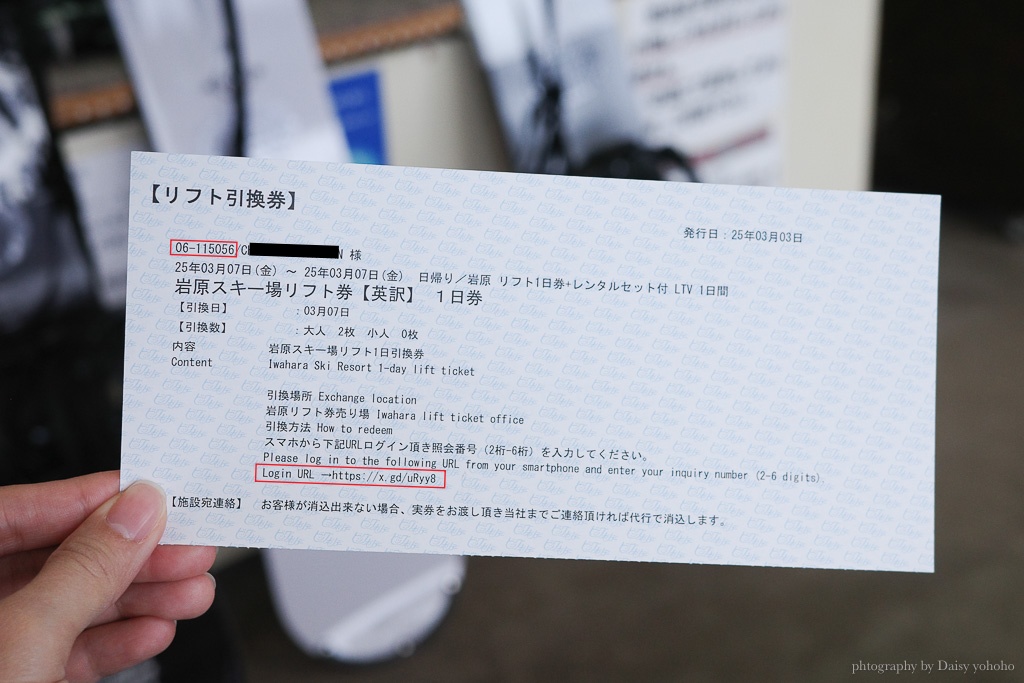 【リフト引換券】
発行日：25年03月03日
06-115056/C N 様
25年03月07日(金) ～ 25年03月07日(金) 日帰り／岩原 リフト1日券+レンタルセット付 LTV 1日間
岩原スキー場リフト券【英訳】 1日券
【引換日】 ：03月07日
【引換数】 ：大人 2枚 小人 0枚
内容 岩原スキー場リフト1日引換券
Content Iwahara Ski Resort 1-day lift ticket
引換場所 Exchange location
岩原リフト券売り場 Iwahara lift ticket office
引換方法 How to redeem
スマホから下記URLログイン頂き照会番号（2桁-6桁）を入力してください。
Please log in to the following URL from your smartphone and enter your inquiry number (2-6 digits).
Login URL →https://x.gd/uRyy8
【施設宛連絡】 お客様が消込出来ない場合、実券をお渡し頂き当社までご連絡頂ければ代行で消込します。
phtography by Daisy yohoho